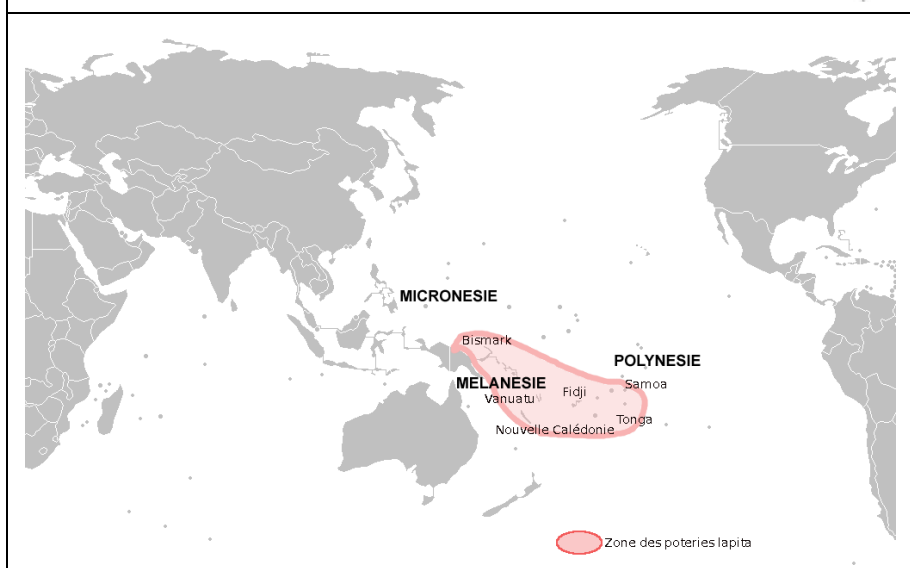 MICRONESIE
Bismark
POLYNESIE
MELANESIE
Samoa
Vanuatu
Fidji
Tonga
Nouvelle Calédonie
Zone des poteries lapita